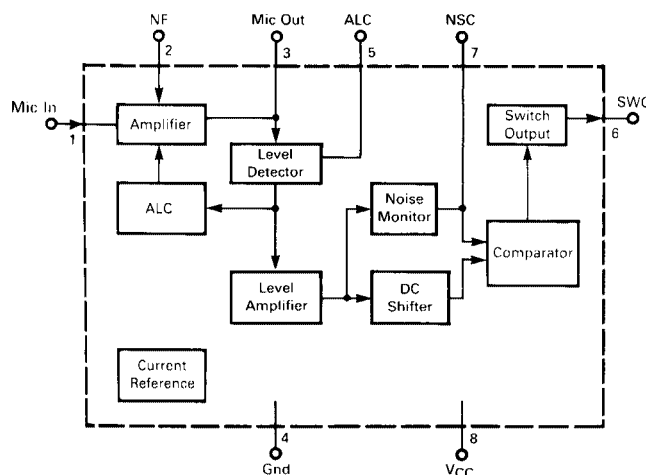 NF
Mic Out
ALC
NSC
2
3
5
7
Mic In
1
Amplifier
Switch
Output
SWO
6
Level
Detector
ALC
Noise
Monitor
Comparator
Level
Amplifier
DC
Shifter
Current
Reference
4
8
Gnd
VCC